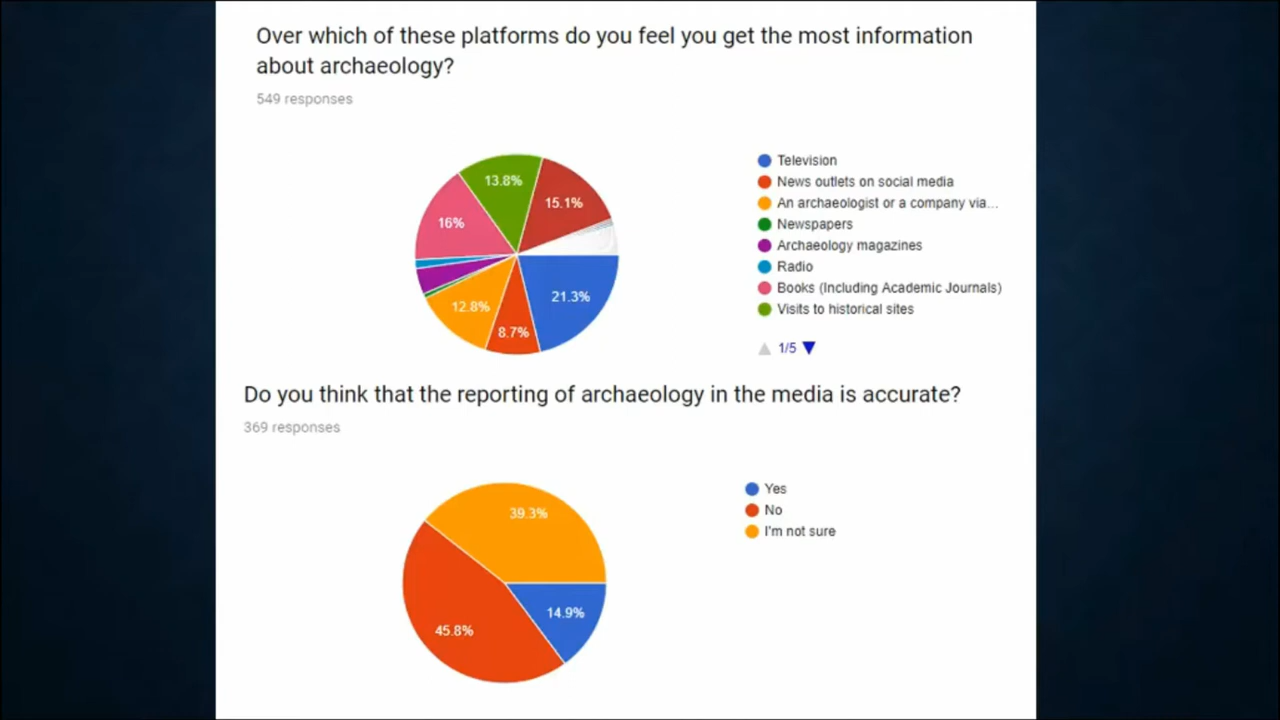 Over which of these platforms do you feel you get the most information
about archaeology?
549 responses
13.8%
15.1%
16%
21.3%
12.8%
8.7%
Television
News outlets on social media
An archaeologist or a company via...
Newspapers
Archaeology magazines
Radio
Books (Including Academic Journals)
Visits to historical sites
1/5
Do you think that the reporting of archaeology in the media is accurate?
369 responses
39.3%
14.9%
45.8%
Yes
No
I'm not sure